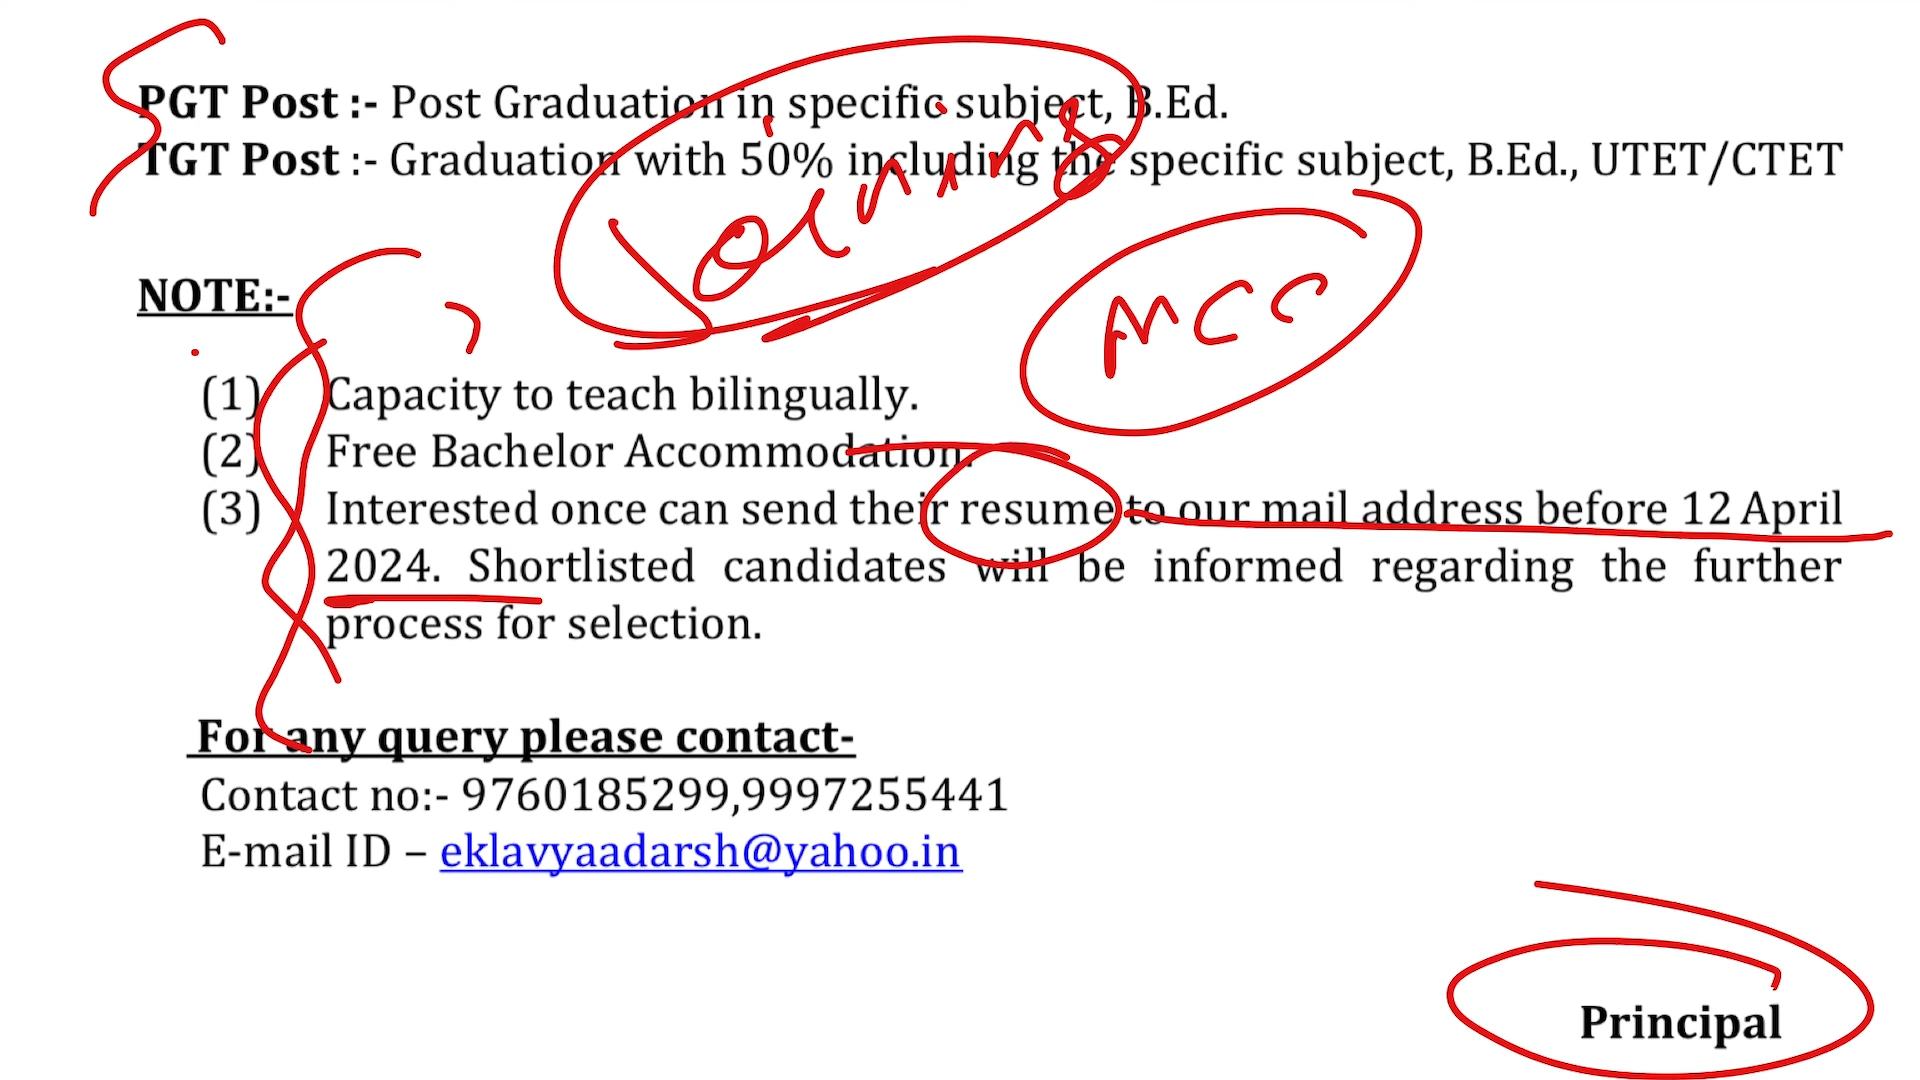 PGT Post :- Post Graduation in specific subject, B.Ed.
TGT Post :- Graduation with 50% including the specific subject, B.Ed., UTET/CTET
Joining
NOTE:-
MCC
(1) Capacity to teach bilingually.
(2) Free Bachelor Accommodation.
(3) Interested once can send their resume to our mail address before 12 April
2024. Shortlisted candidates will be informed regarding the further
process for selection.
For any query please contact-
Contact no:- 9760185299,9997255441
E-mail ID – eklavyaadarsh@yahoo.in
Principal